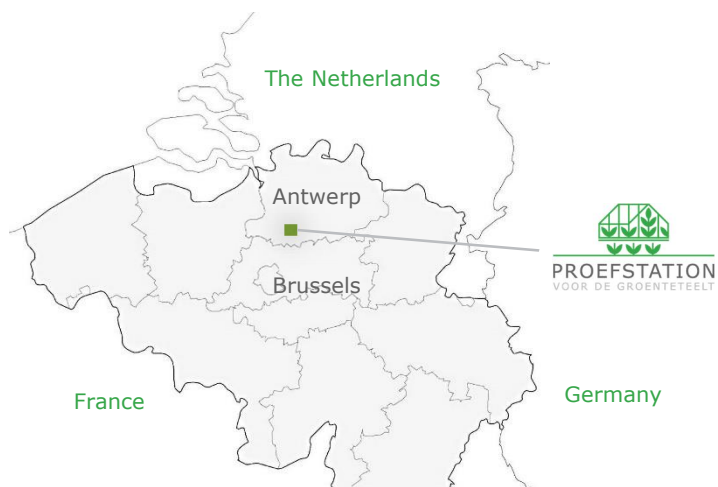 The Netherlands
Antwerp
Brussels
PROEFSTATION
VOOR DE GROENTETEELT
France
Germany